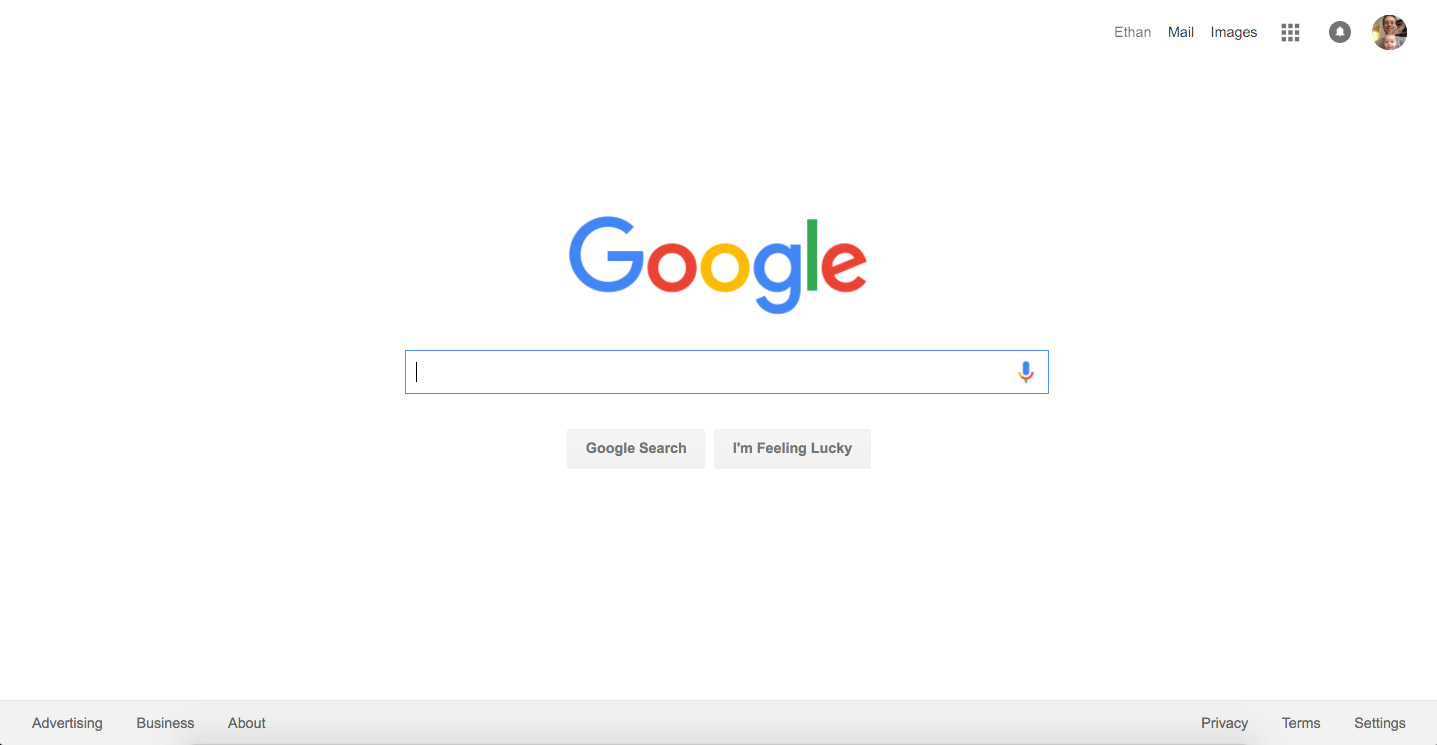 Ethan Mail Images
Google
Google Search I'm Feeling Lucky
Advertising Business About Privacy Terms Settings